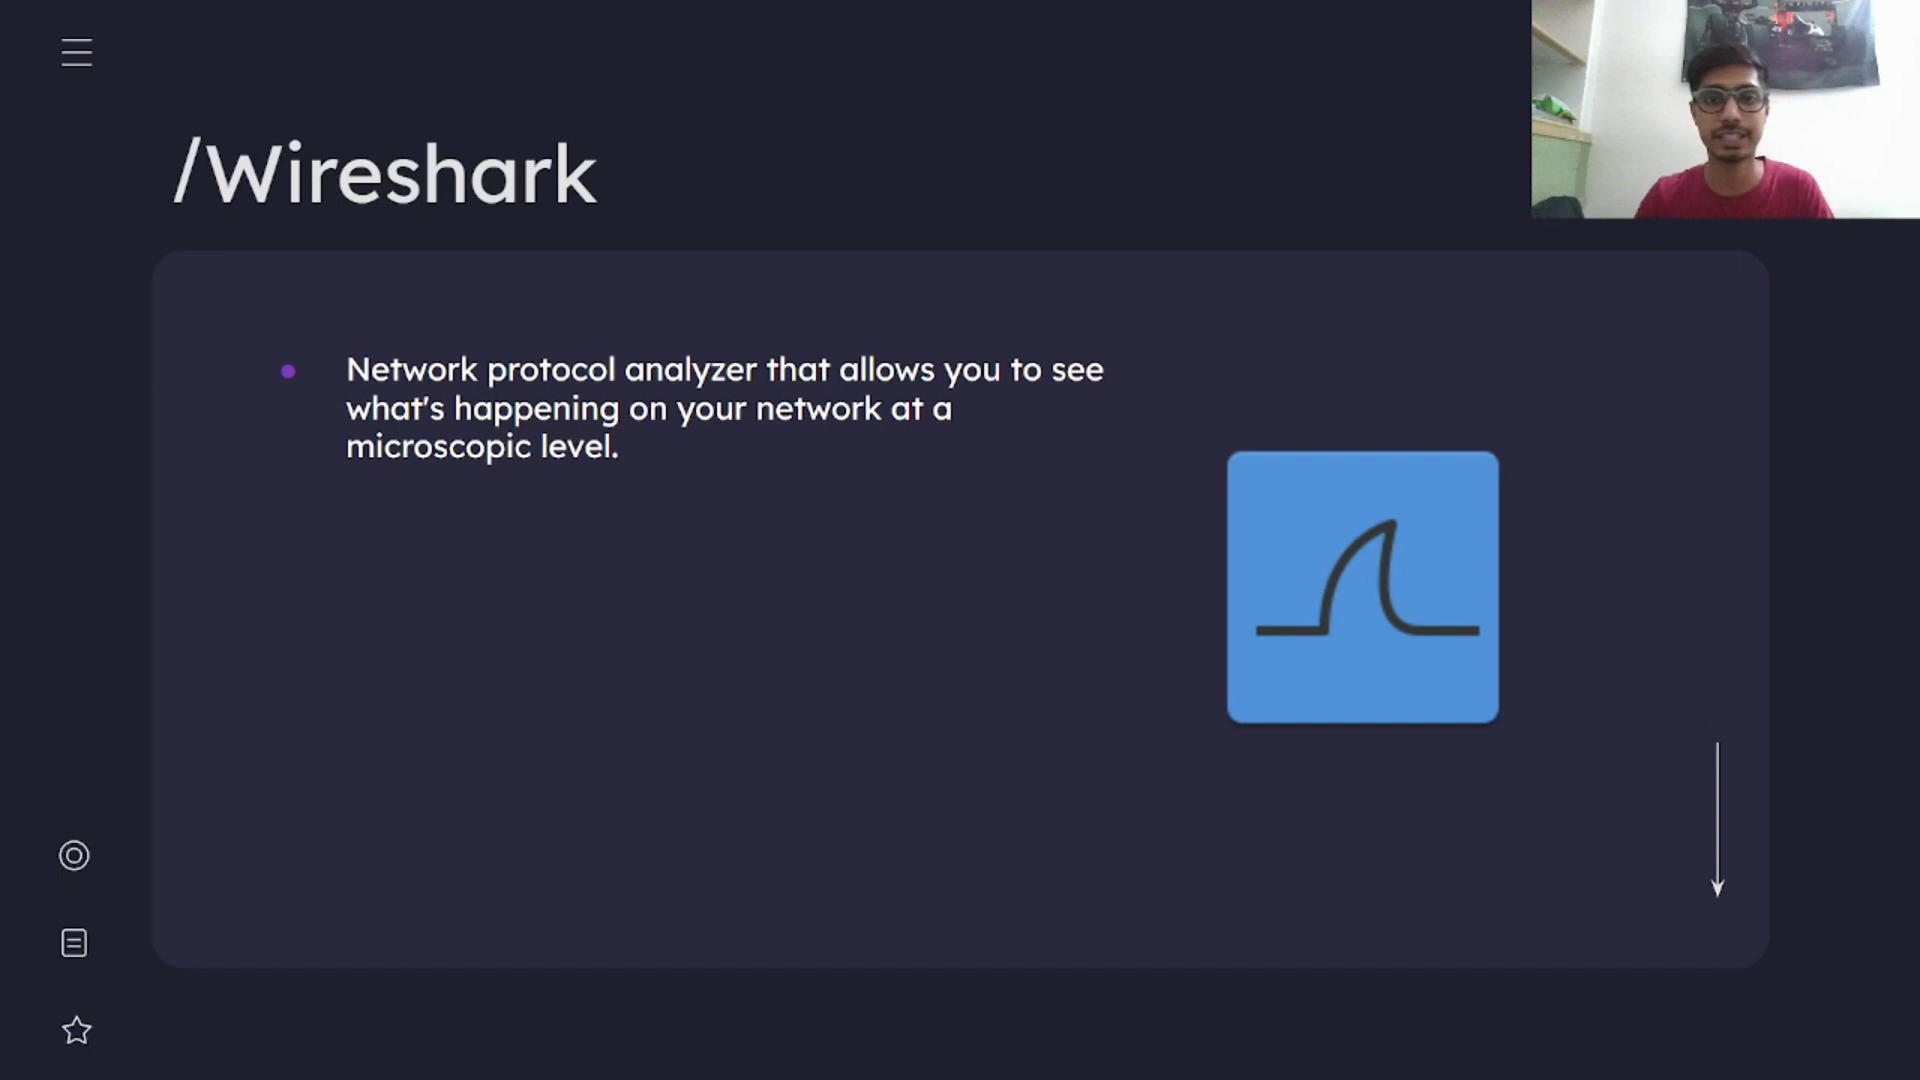 /Wireshark
Network protocol analyzer that allows you to see
what's happening on your network at a
microscopic level.